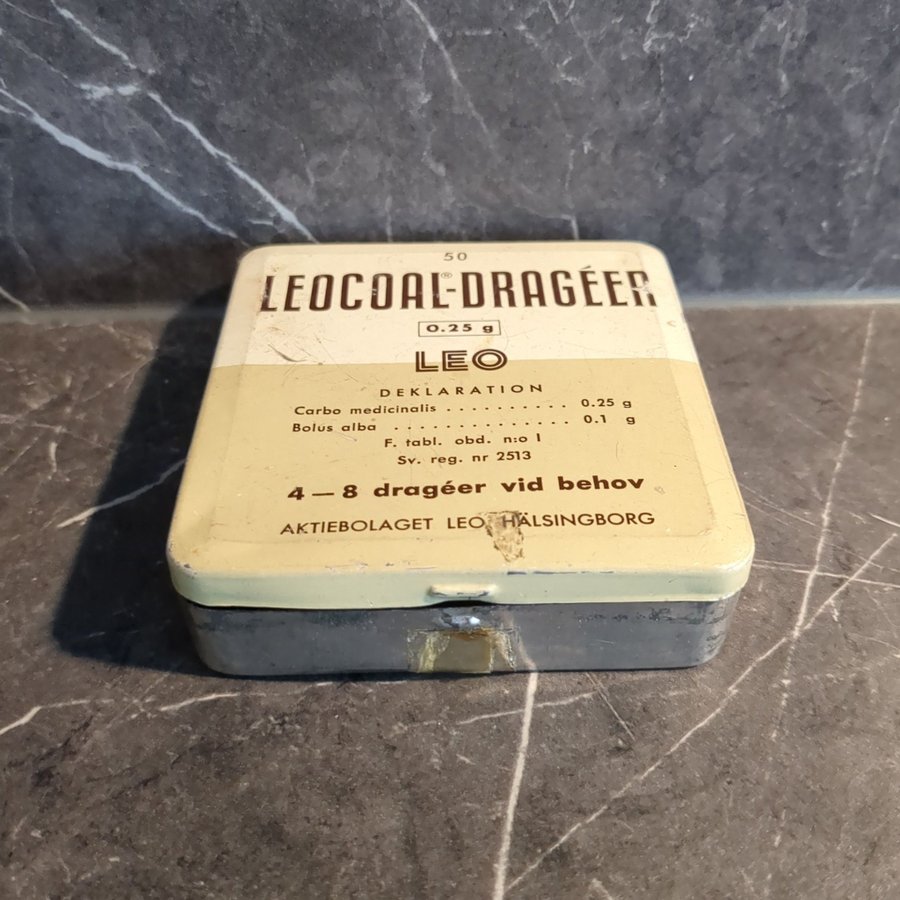 50
LEOCOAL®-DRAGÉER
0.25 g
LEO
DEKLARATION
Carbo medicinalis . . . . . . . . . . 0.25 g
Bolus alba . . . . . . . . . . . . . . 0.1 g
F. tabl. obd. n:o I
Sv. reg. nr 2513
4—8 dragéer vid behov
AKTIEBOLAGET LEO, HÄLSINGBORG